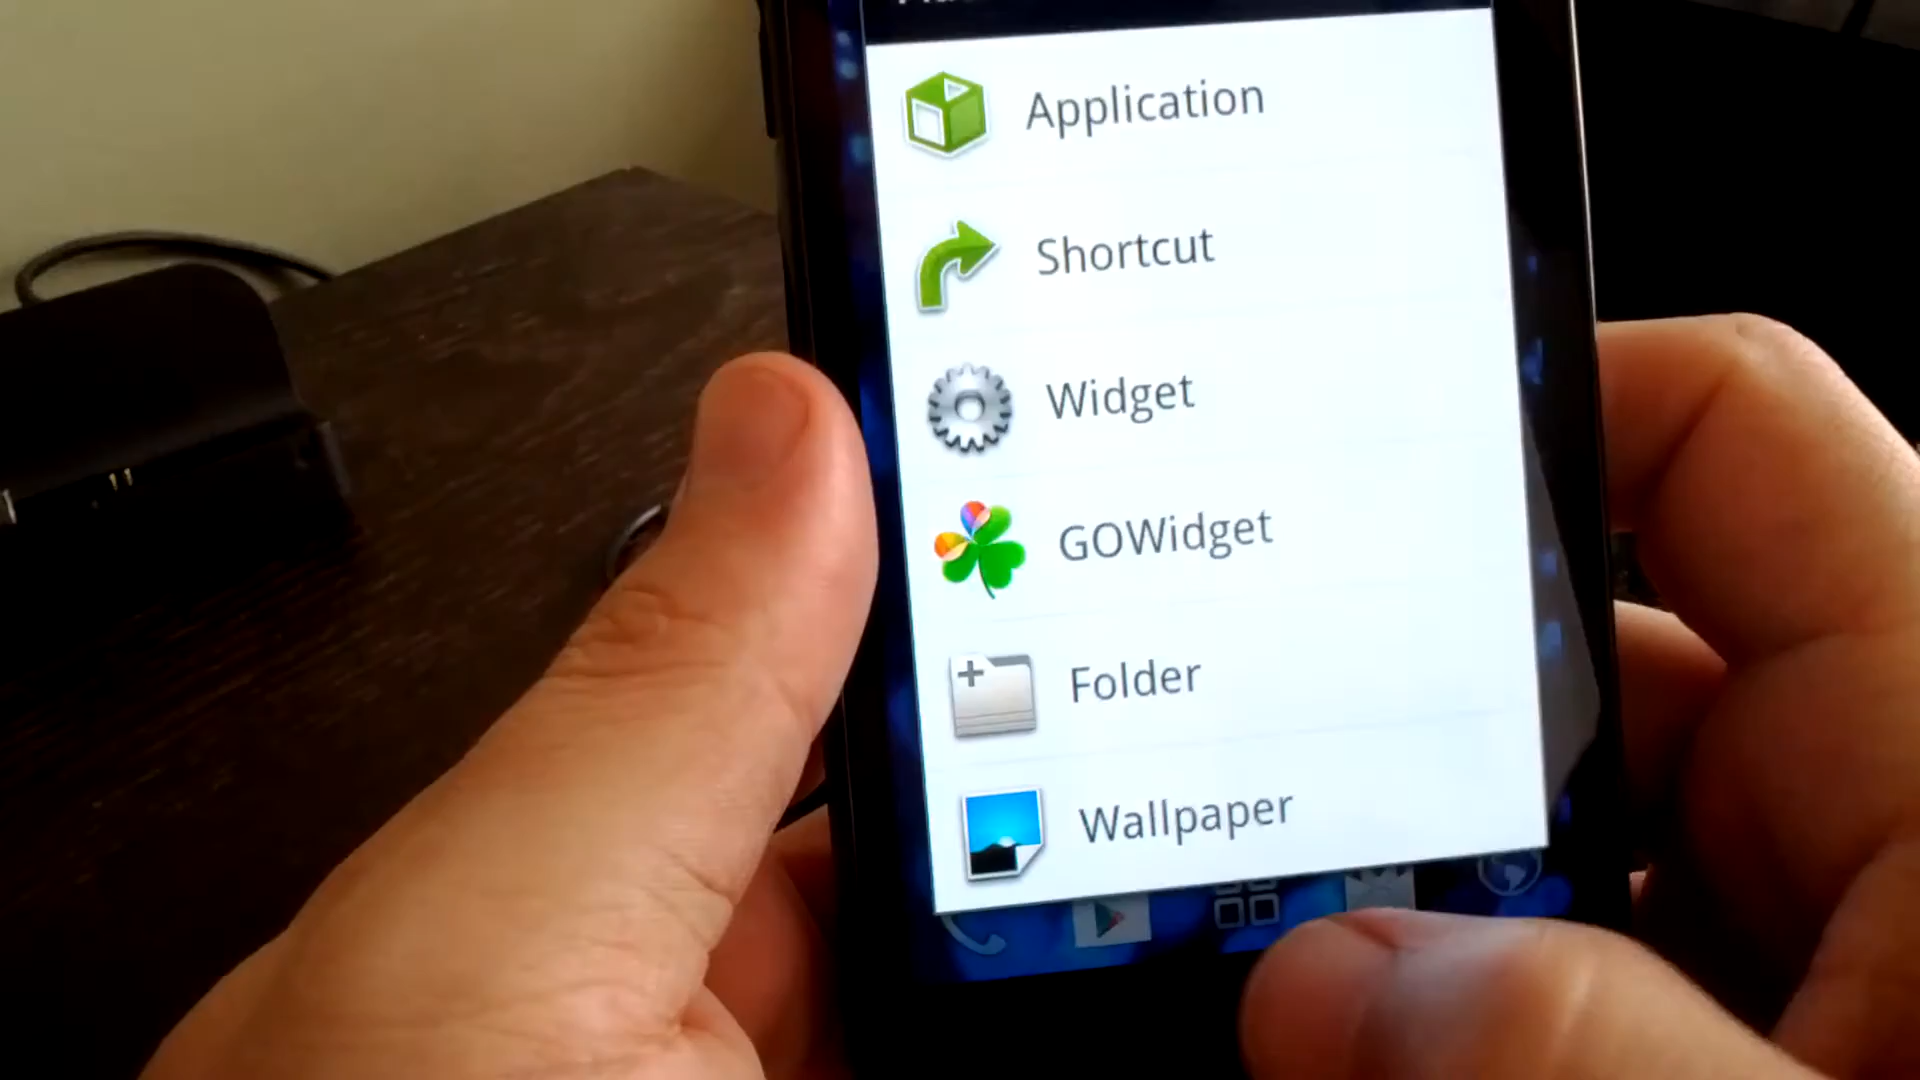 Application
Shortcut
Widget
GOWidget
Folder
Wallpaper